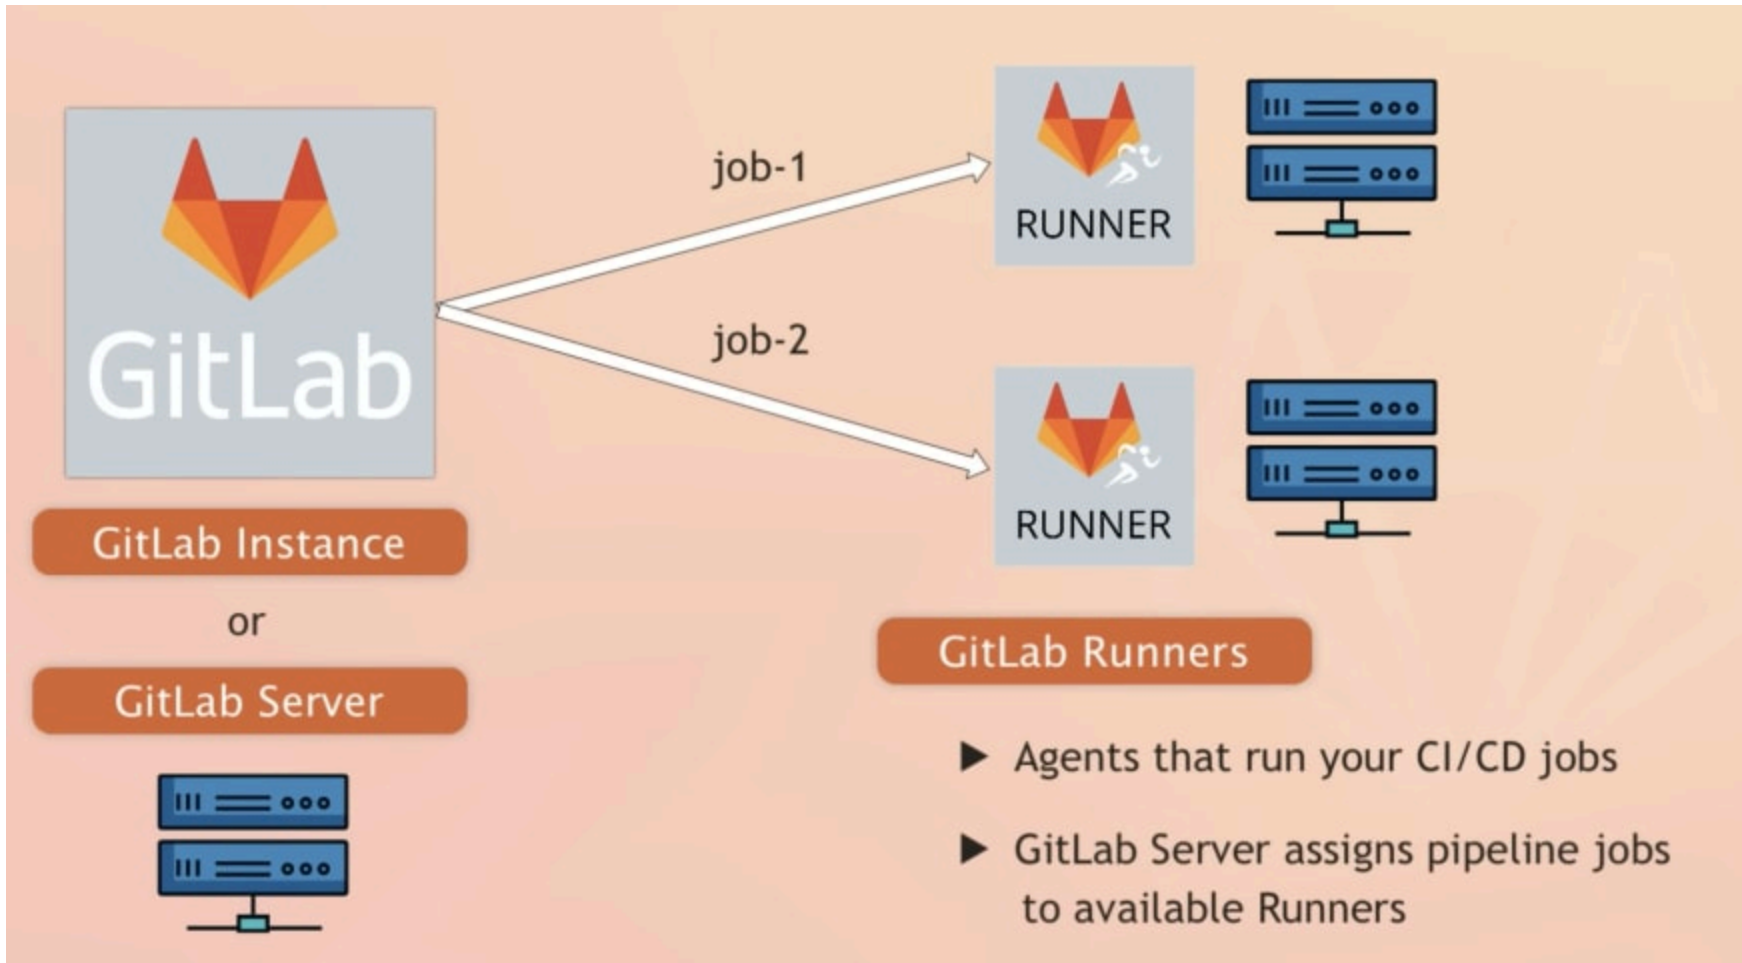 GitLab
GitLab Instance
or
GitLab Server
job-1
job-2
RUNNER
RUNNER
GitLab Runners
▶ Agents that run your CI/CD jobs
▶ GitLab Server assigns pipeline jobs
to available Runners